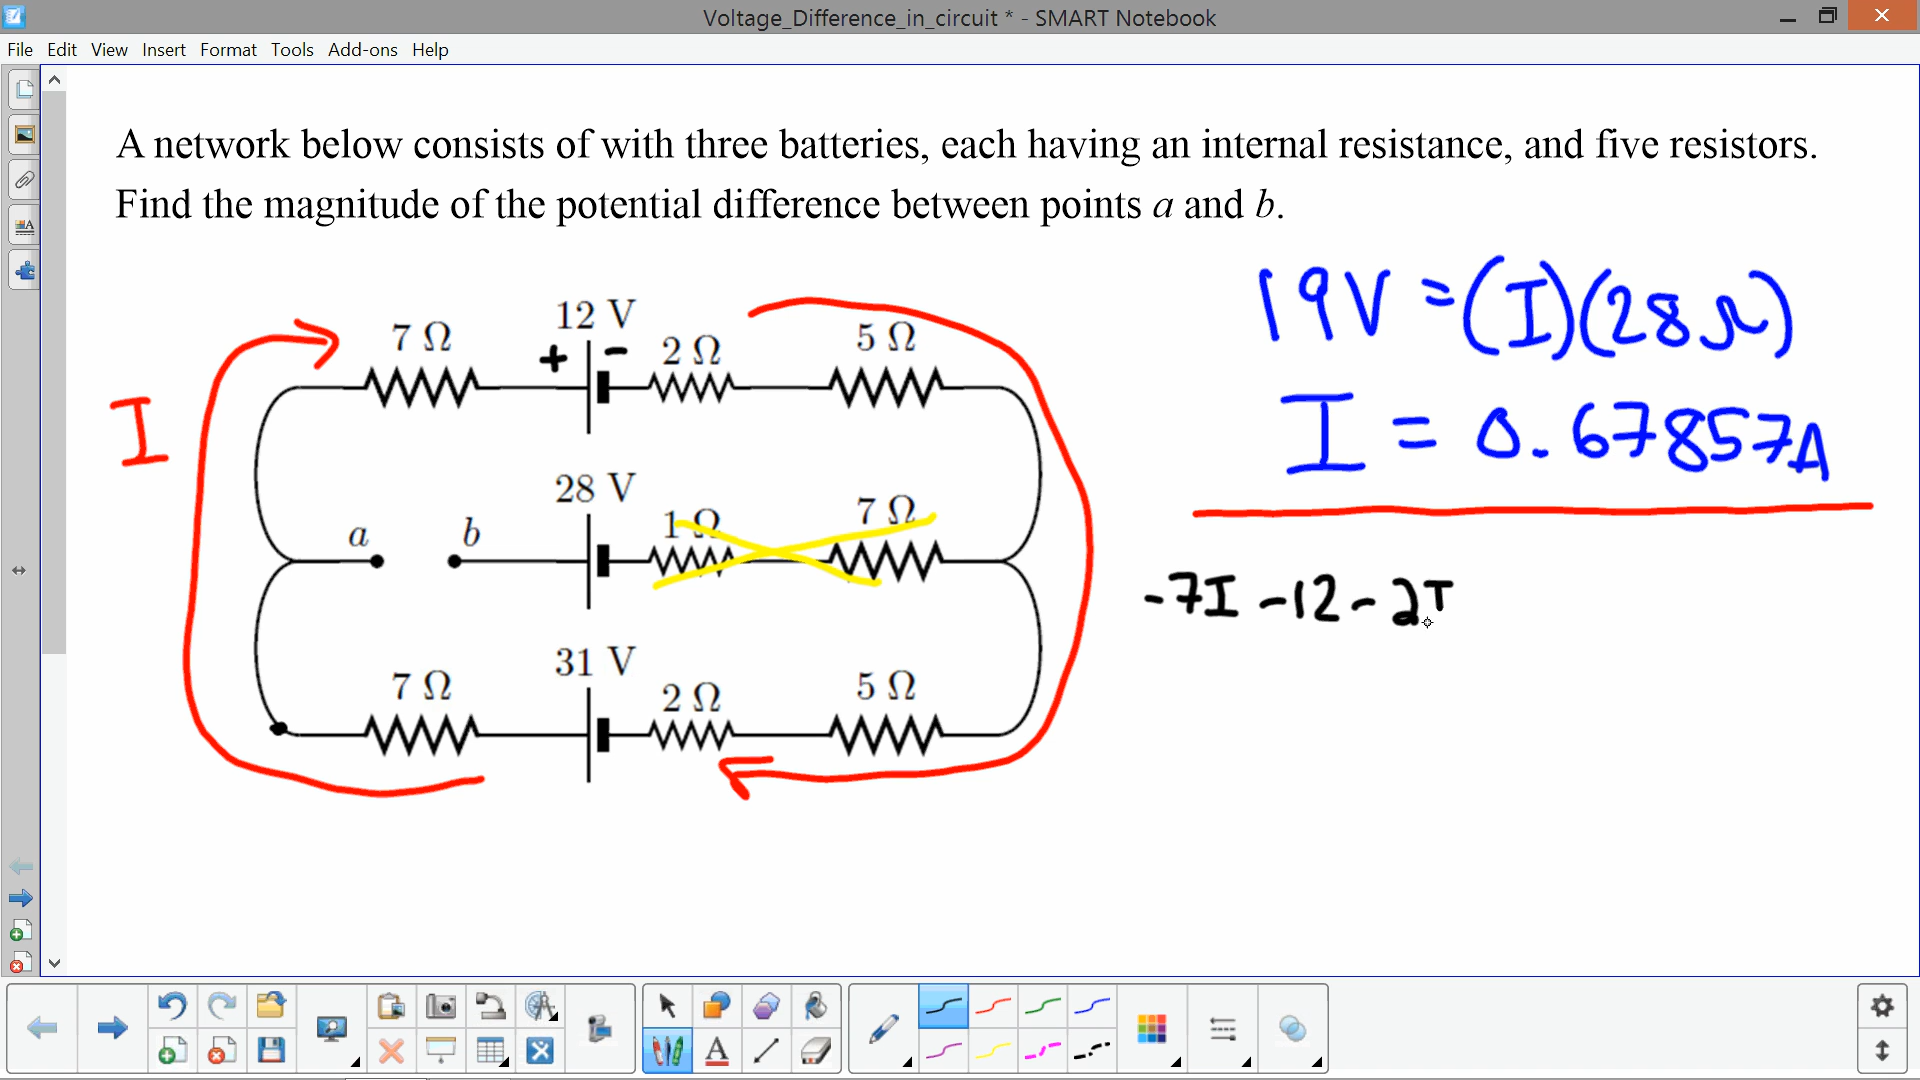 Voltage_Difference_in_circuit * - SMART Notebook
File Edit View Insert Format Tools Add-ons Help
A network below consists of with three batteries, each having an internal resistance, and five resistors.
Find the magnitude of the potential difference between points a and b.
19V = (I)(28Ω)
I = 0.67857A
12 V
7 Ω
+ -
2 Ω
5 Ω
I
28 V
a
b
1 Ω
7 Ω
-7I -12 - 2I
31 V
7 Ω
2 Ω
5 Ω